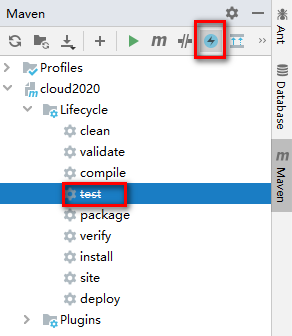 Maven
m
Profiles
cloud2020
Lifecycle
clean
validate
compile
test
package
verify
install
site
deploy
Plugins
Ant
Database
m
Maven